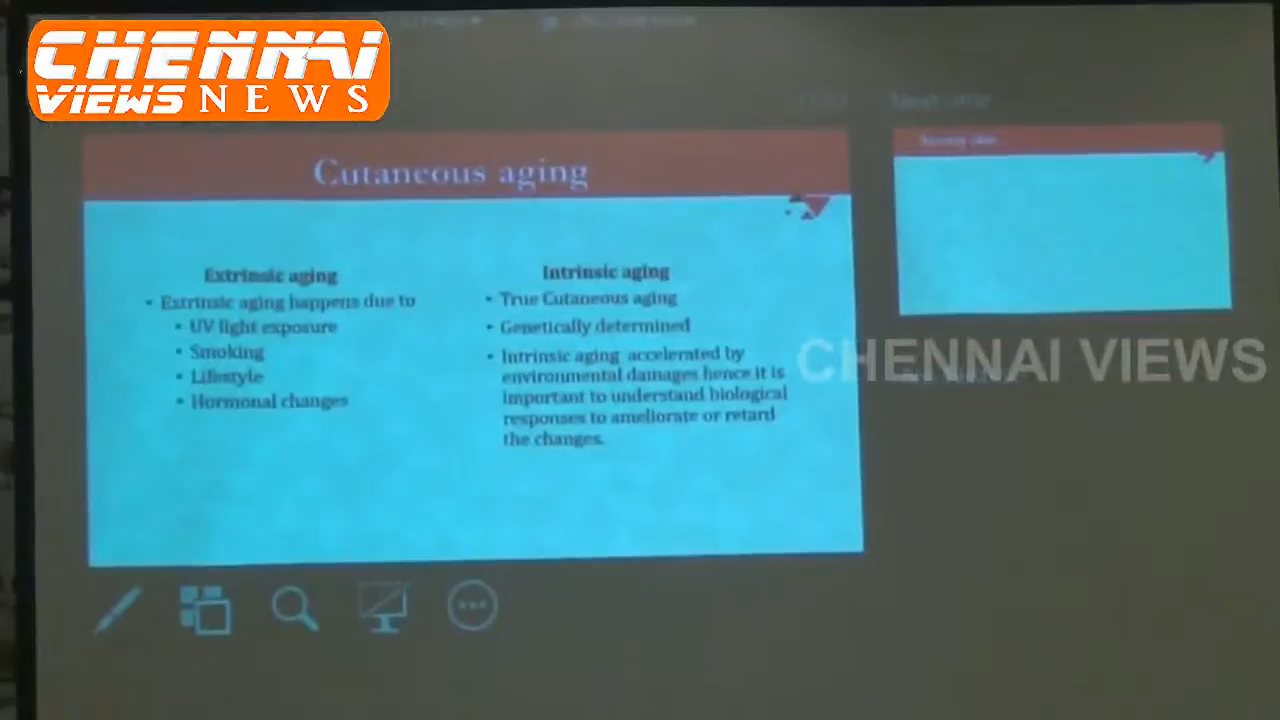 CHENNAI
VIEWS NEWS
Cutaneous aging
Extrinsic aging
• Extrinsic aging happens due to
• UV light exposure
• Smoking
• Lifestyle
• Hormonal changes
Intrinsic aging
• True Cutaneous aging
• Genetically determined
• Intrinsic aging accelerated by
environmental damages hence it is
important to understand biological
responses to ameliorate or retard
the changes.
CHENNAI VIEWS